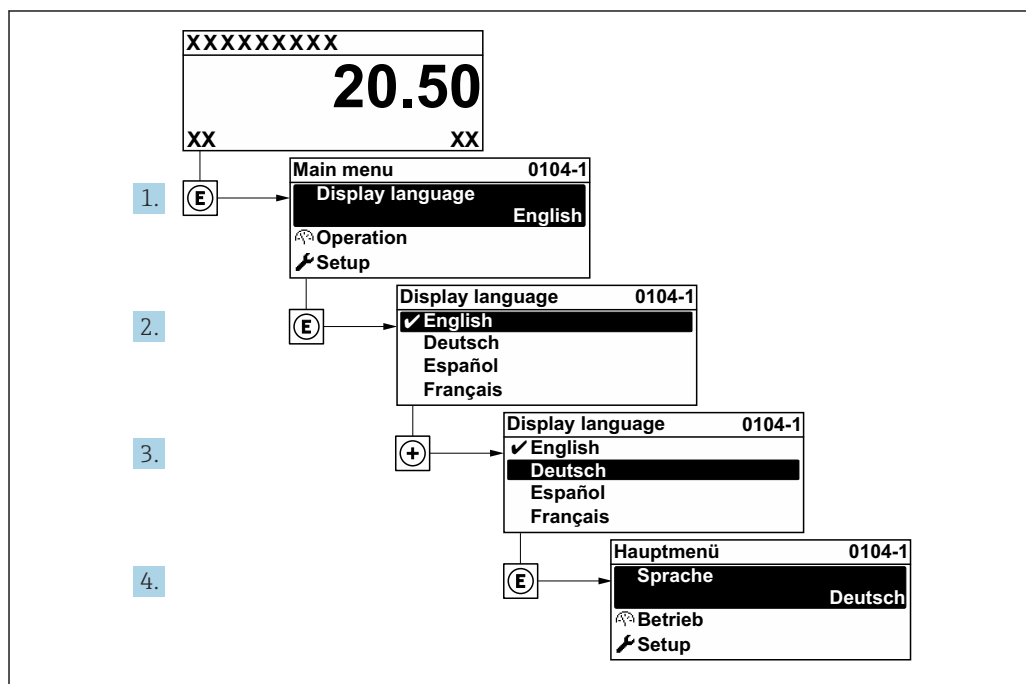 XXXXXXXXX
20.50
XX XX
1. E
Main menu 0104-1
Display language
English
Operation
Setup
2. E
Display language 0104-1
✔ English
Deutsch
Español
Français
3. +
Display language 0104-1
✔ English
Deutsch
Español
Français
4. E
Hauptmenü 0104-1
Sprache
Deutsch
Betrieb
Setup